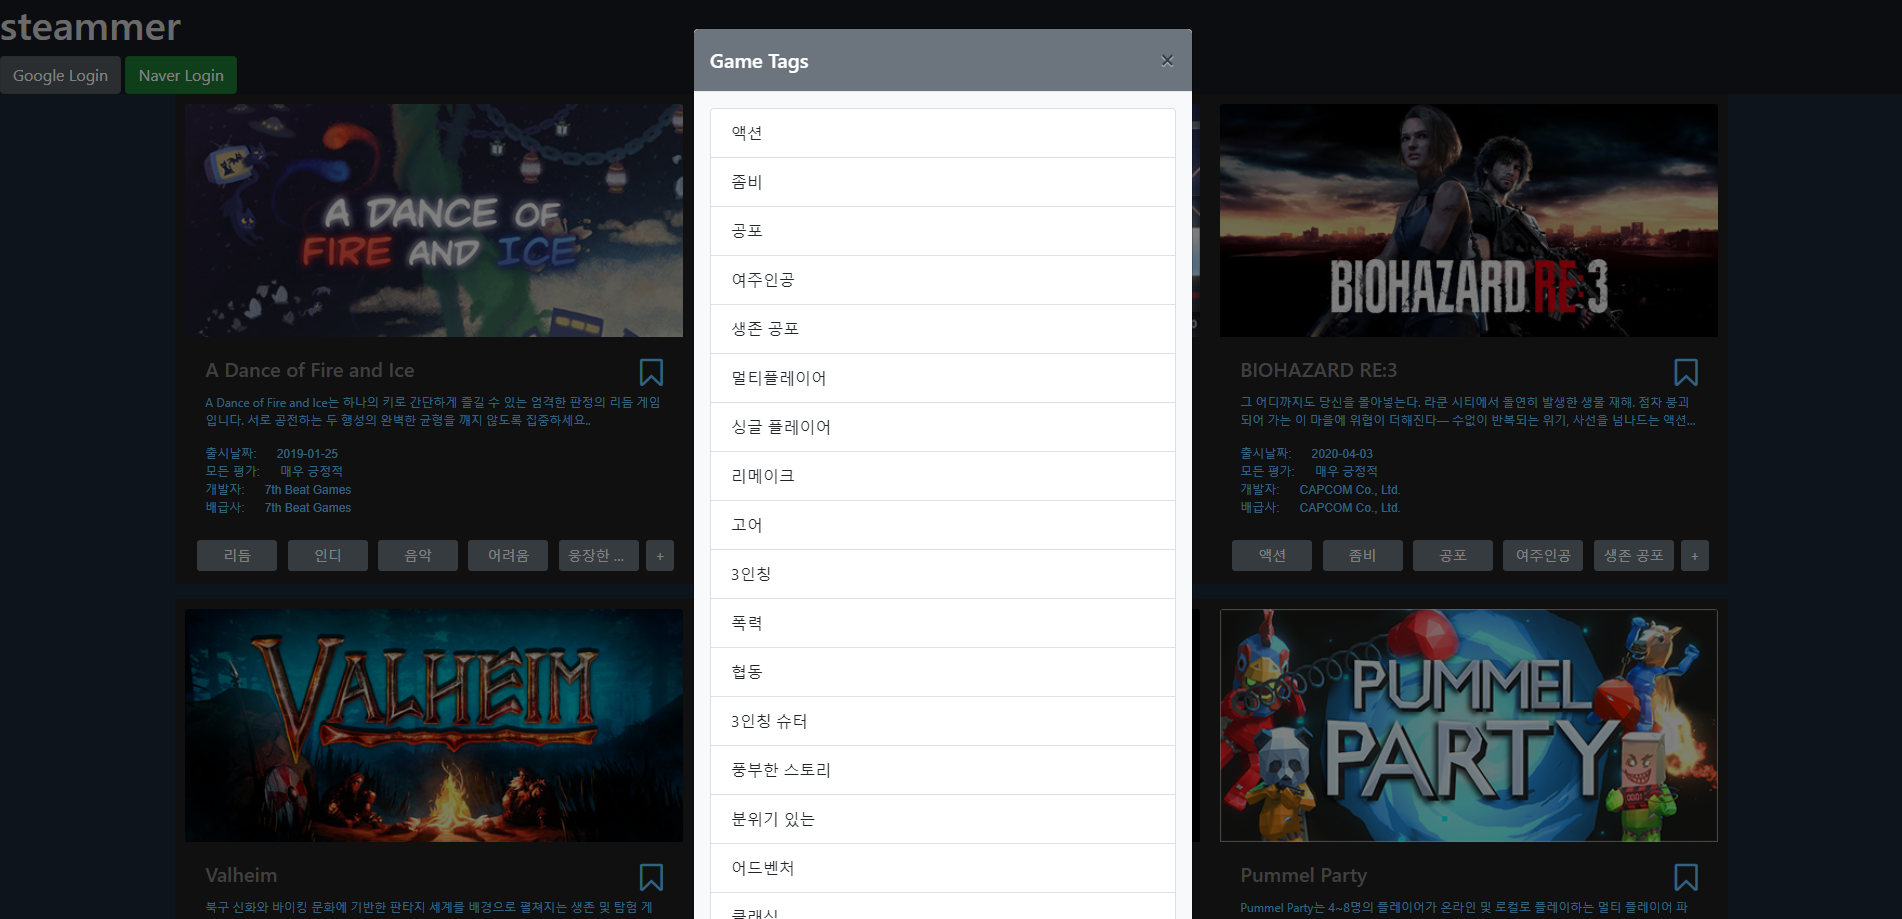 steammer
Google Login
Naver Login
A DANCE OF
FIRE AND ICE
A Dance of Fire and Ice
A Dance of Fire and Ice는 하나의 키로 간단하게 즐길 수 있는 엄격한 판정의 리듬 게임
입니다. 서로 공전하는 두 행성의 완벽한 균형을 깨지 않도록 집중하세요..
출시날짜: 2019-01-25
모든 평가: 매우 긍정적
개발자: 7th Beat Games
배급사: 7th Beat Games
리듬
인디
음악
어려움
웅장한 ...
+
VALHEIM
Valheim
북구 신화와 바이킹 문화에 기반한 판타지 세계를 배경으로 펼쳐지는 생존 및 탐험 게
Game Tags
×
액션
좀비
공포
여주인공
생존 공포
멀티플레이어
싱글 플레이어
리메이크
고어
3인칭
폭력
협동
3인칭 슈터
풍부한 스토리
분위기 있는
어드벤처
클래식
BIOHAZARD RE:3
BIOHAZARD RE:3
그 어디까지도 당신을 몰아넣는다. 라쿤 시티에서 돌연히 발생한 생물 재해. 점차 붕괴
되어 가는 이 마을에 위협이 더해진다― 수없이 반복되는 위기, 사선을 넘나드는 액션...
출시날짜: 2020-04-03
모든 평가: 매우 긍정적
개발자: CAPCOM Co., Ltd.
배급사: CAPCOM Co., Ltd.
액션
좀비
공포
여주인공
생존 공포
+
PUMMEL
PARTY
Pummel Party
Pummel Party는 4~8명의 플레이어가 온라인 및 로컬로 플레이하는 멀티 플레이어 파